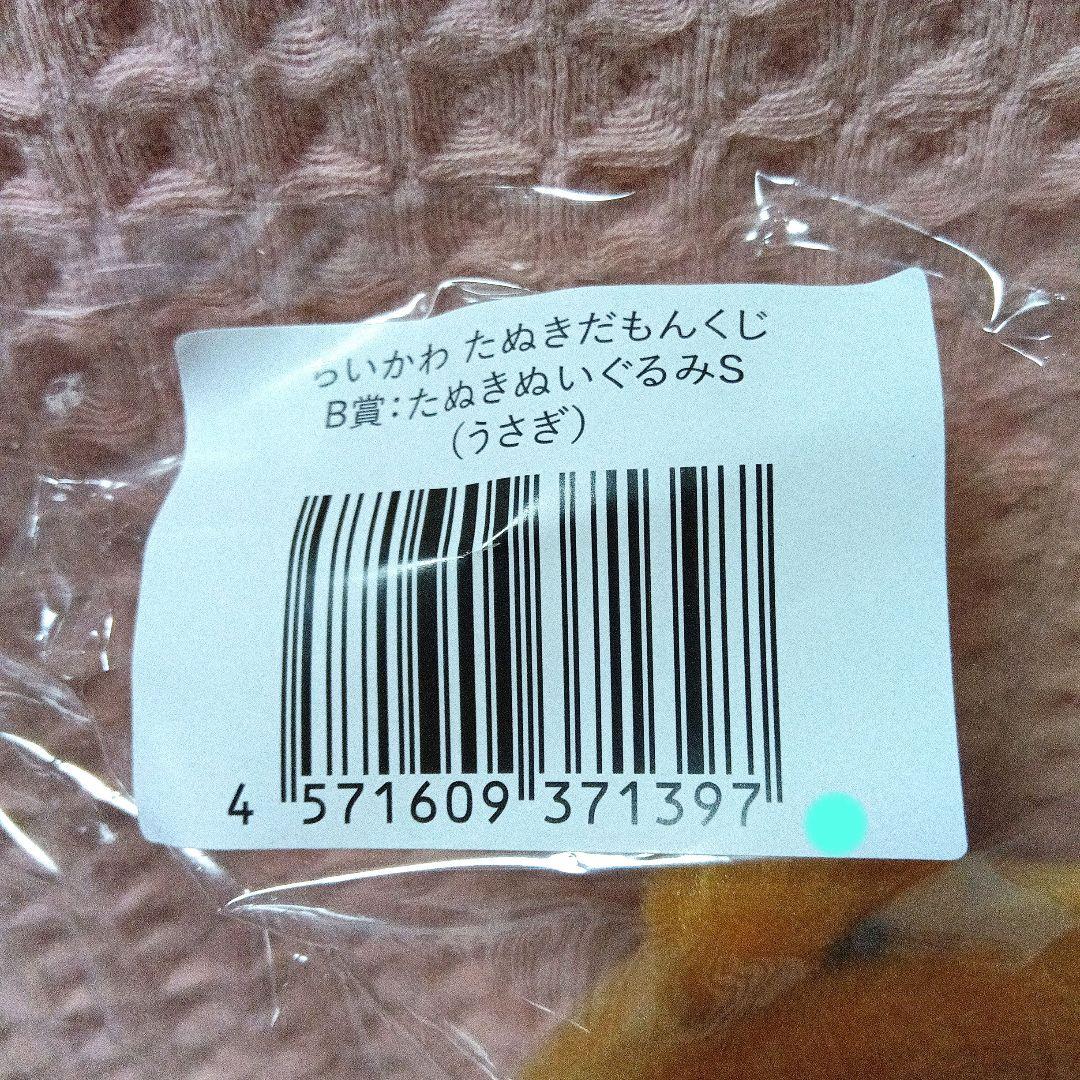 ちいかわ たぬきだもんくじ
B賞:たぬきぬいぐるみS
(うさぎ)
4 571609 371397